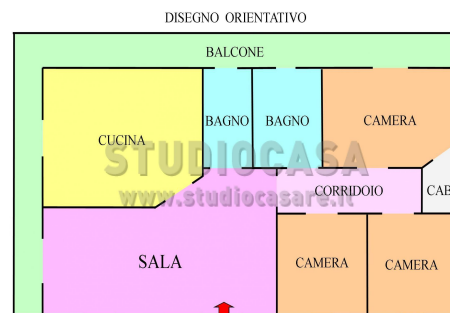 DISEGNO ORIENTATIVO
BALCONE
BAGNO
BAGNO
CAMERA
CUCINA
STUDIOCASA
www.studiocasare.it
CORRIDOIO
CAB
SALA
CAMERA
CAMERA